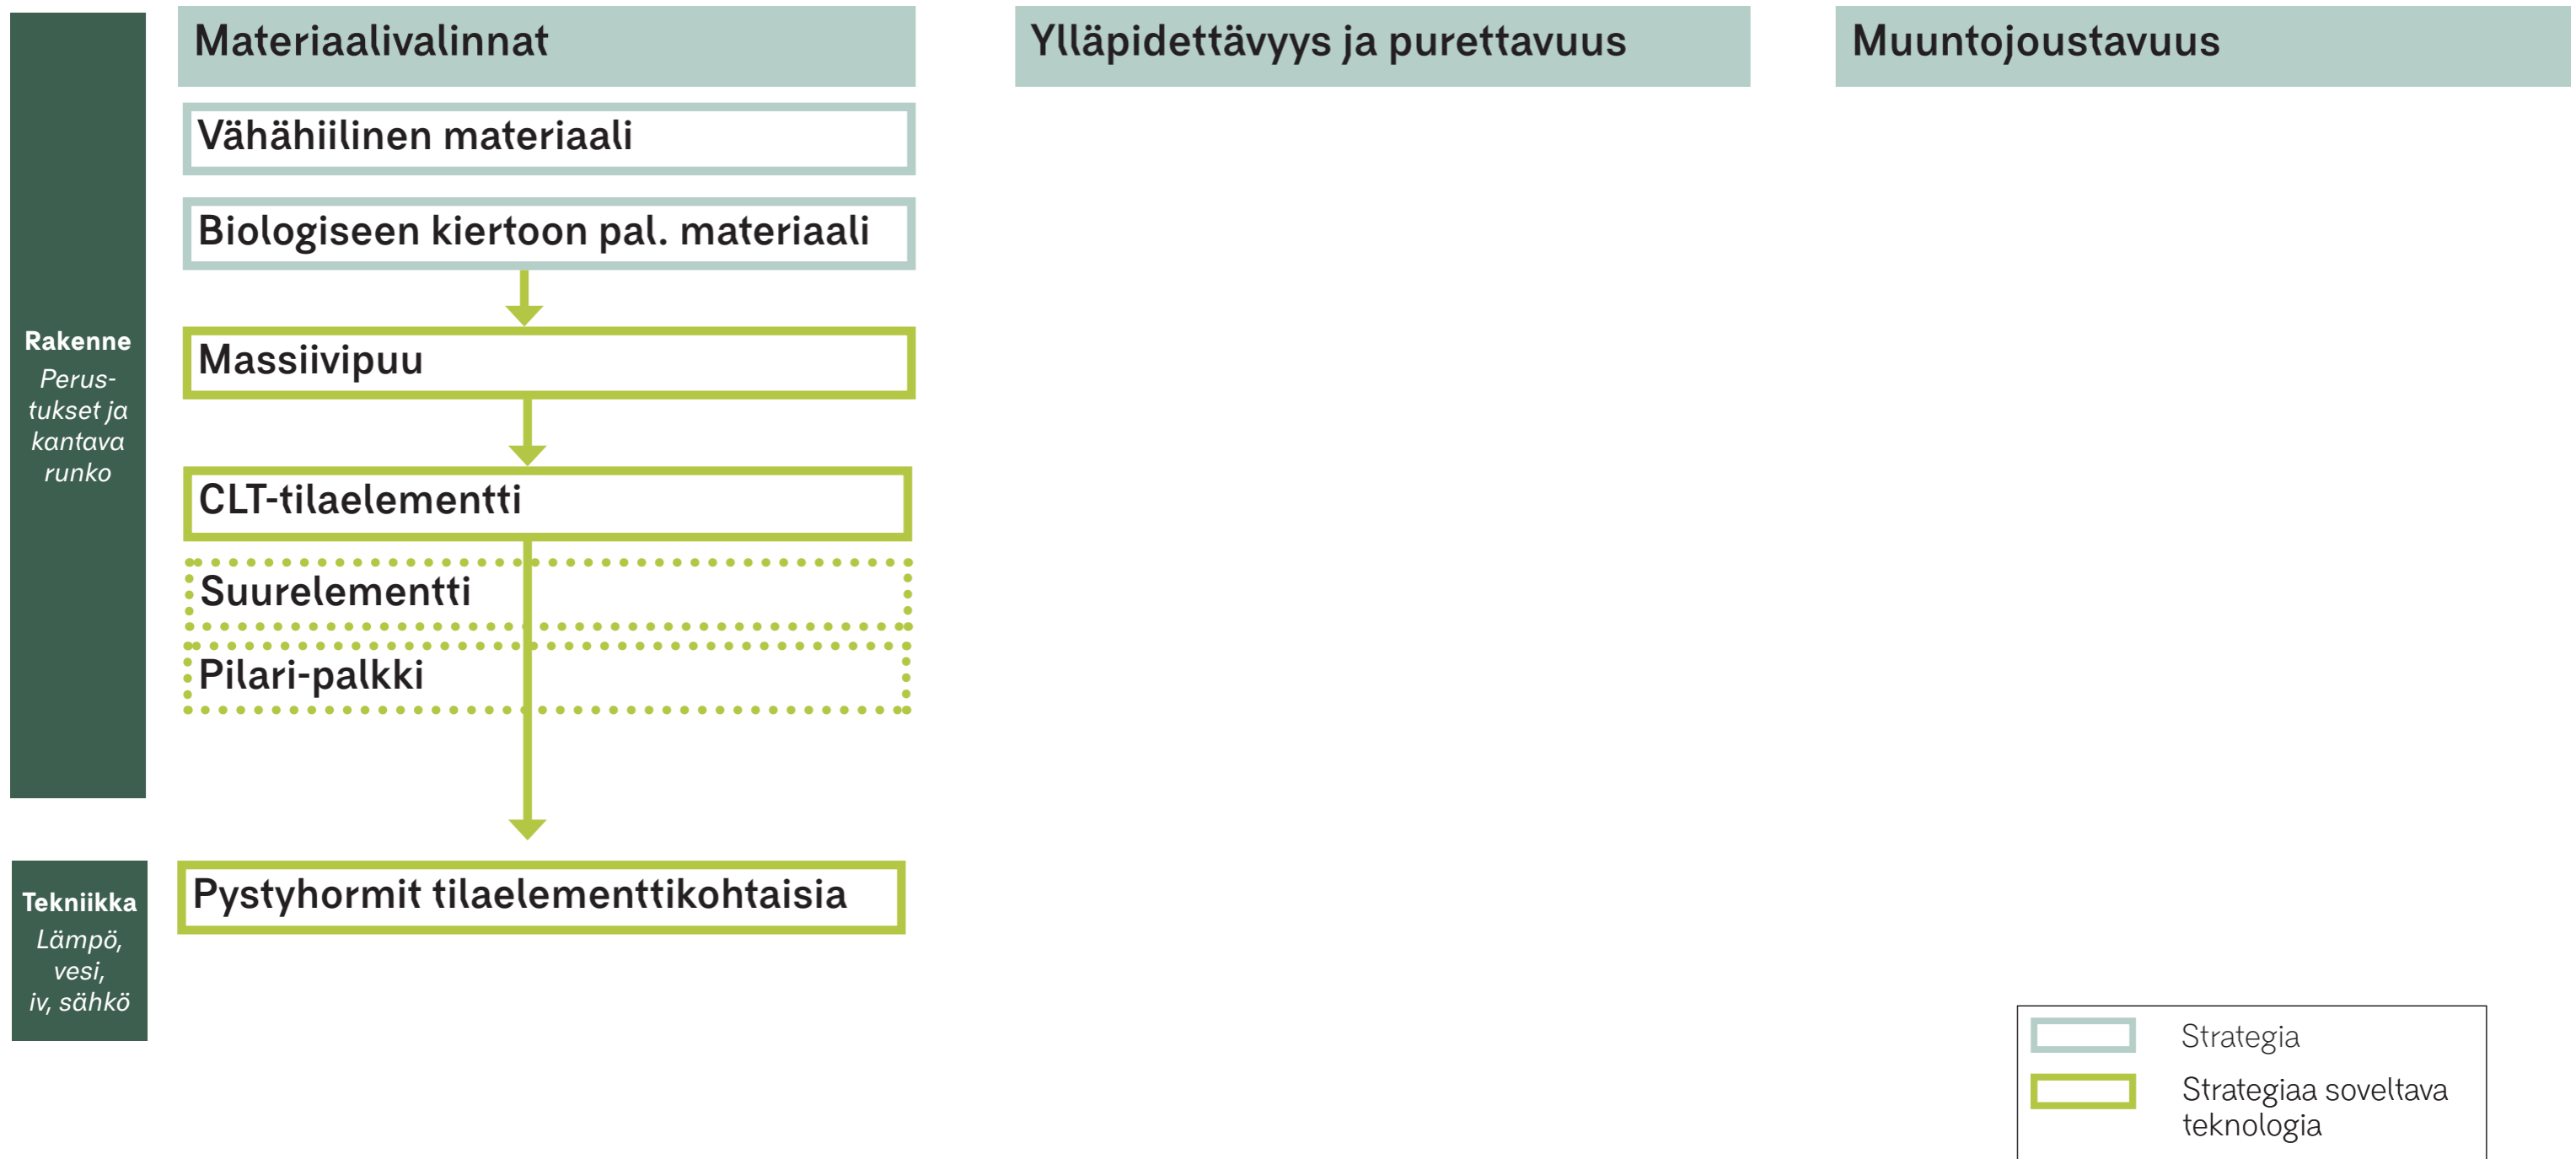 Materiaalivalinnat
Ylläpidettävyys ja purettavuus
Muuntojoustavuus
Rakenne
Perus-
tukset ja
kantava
runko
Vähähiilinen materiaali
Biologiseen kiertoon pal. materiaali
Massiivipuu
CLT-tilaelementti
Suurelementti
Pilari-palkki
Tekniikka
Lämpö,
vesi,
iv, sähkö
Pystyhormit tilaelementtikohtaisia
Strategia
Strategiaa soveltava
teknologia